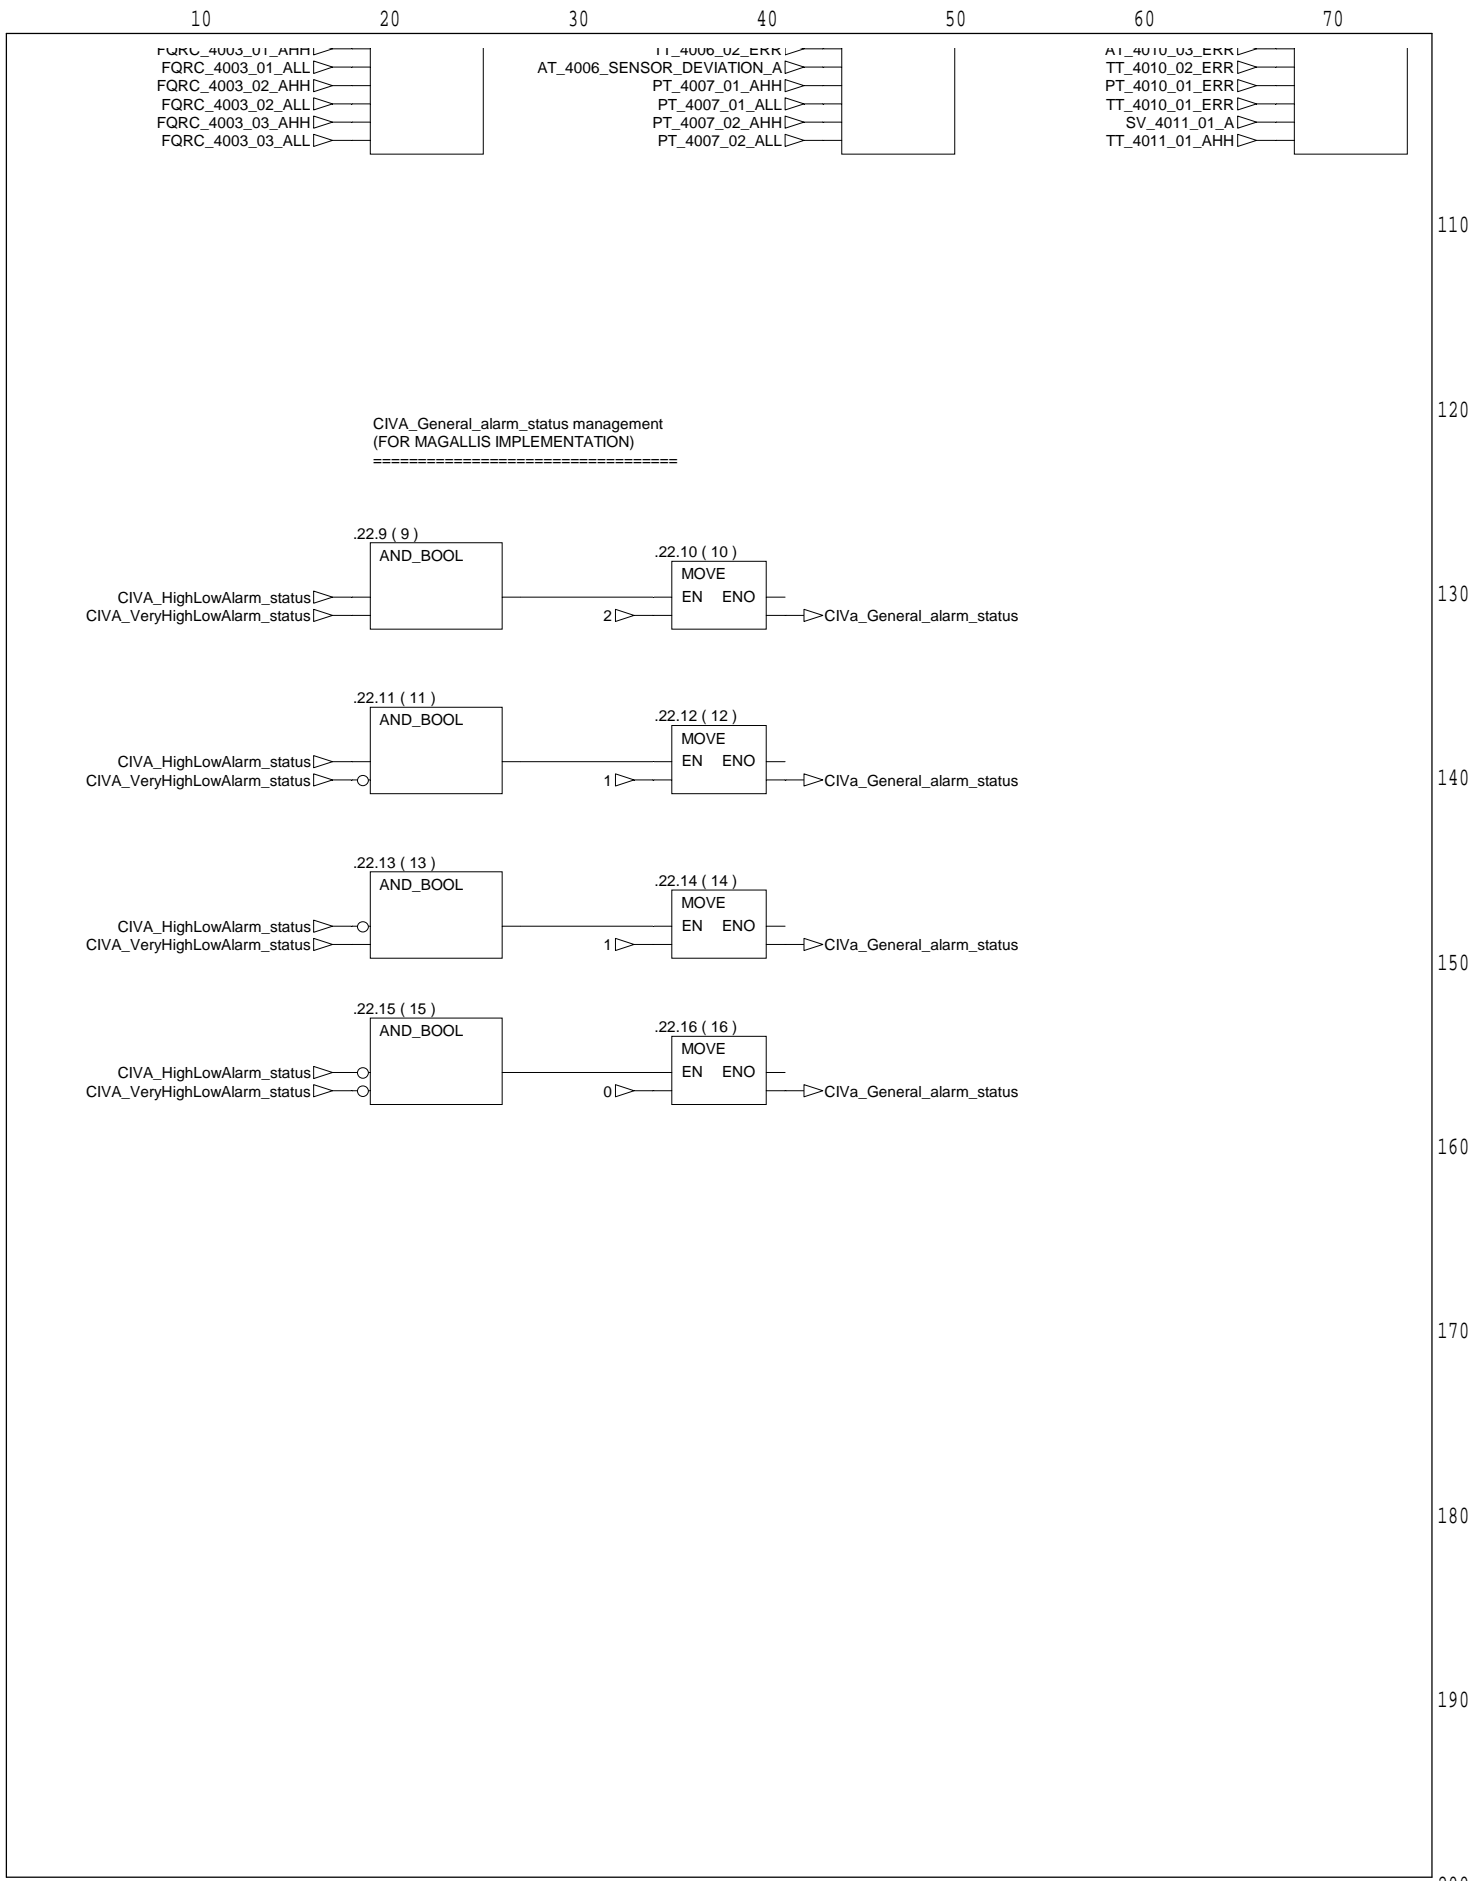 10 20 30 40 50 60 70
FQRC_4003_01_AHH TT_4006_02_ERR AT_4010_03_ERR
FQRC_4003_01_ALL AT_4006_SENSOR_DEVIATION_A TT_4010_02_ERR
FQRC_4003_02_AHH PT_4007_01_AHH PT_4010_01_ERR
FQRC_4003_02_ALL PT_4007_01_ALL TT_4010_01_ERR
FQRC_4003_03_AHH PT_4007_02_AHH SV_4011_01_A
FQRC_4003_03_ALL PT_4007_02_ALL TT_4011_01_AHH
110
120
CIVA_General_alarm_status management
(FOR MAGALLIS IMPLEMENTATION)
==================================
.22.9 ( 9 )
AND_BOOL .22.10 ( 10 )
MOVE
CIVA_HighLowAlarm_status EN ENO 130
CIVA_VeryHighLowAlarm_status 2 CIVa_General_alarm_status
.22.11 ( 11 )
AND_BOOL .22.12 ( 12 )
MOVE
CIVA_HighLowAlarm_status EN ENO
CIVA_VeryHighLowAlarm_status 1 CIVa_General_alarm_status 140
.22.13 ( 13 )
AND_BOOL .22.14 ( 14 )
MOVE
CIVA_HighLowAlarm_status EN ENO
CIVA_VeryHighLowAlarm_status 1 CIVa_General_alarm_status
150
.22.15 ( 15 )
AND_BOOL .22.16 ( 16 )
MOVE
CIVA_HighLowAlarm_status EN ENO
CIVA_VeryHighLowAlarm_status 0 CIVa_General_alarm_status
160
170
180
190